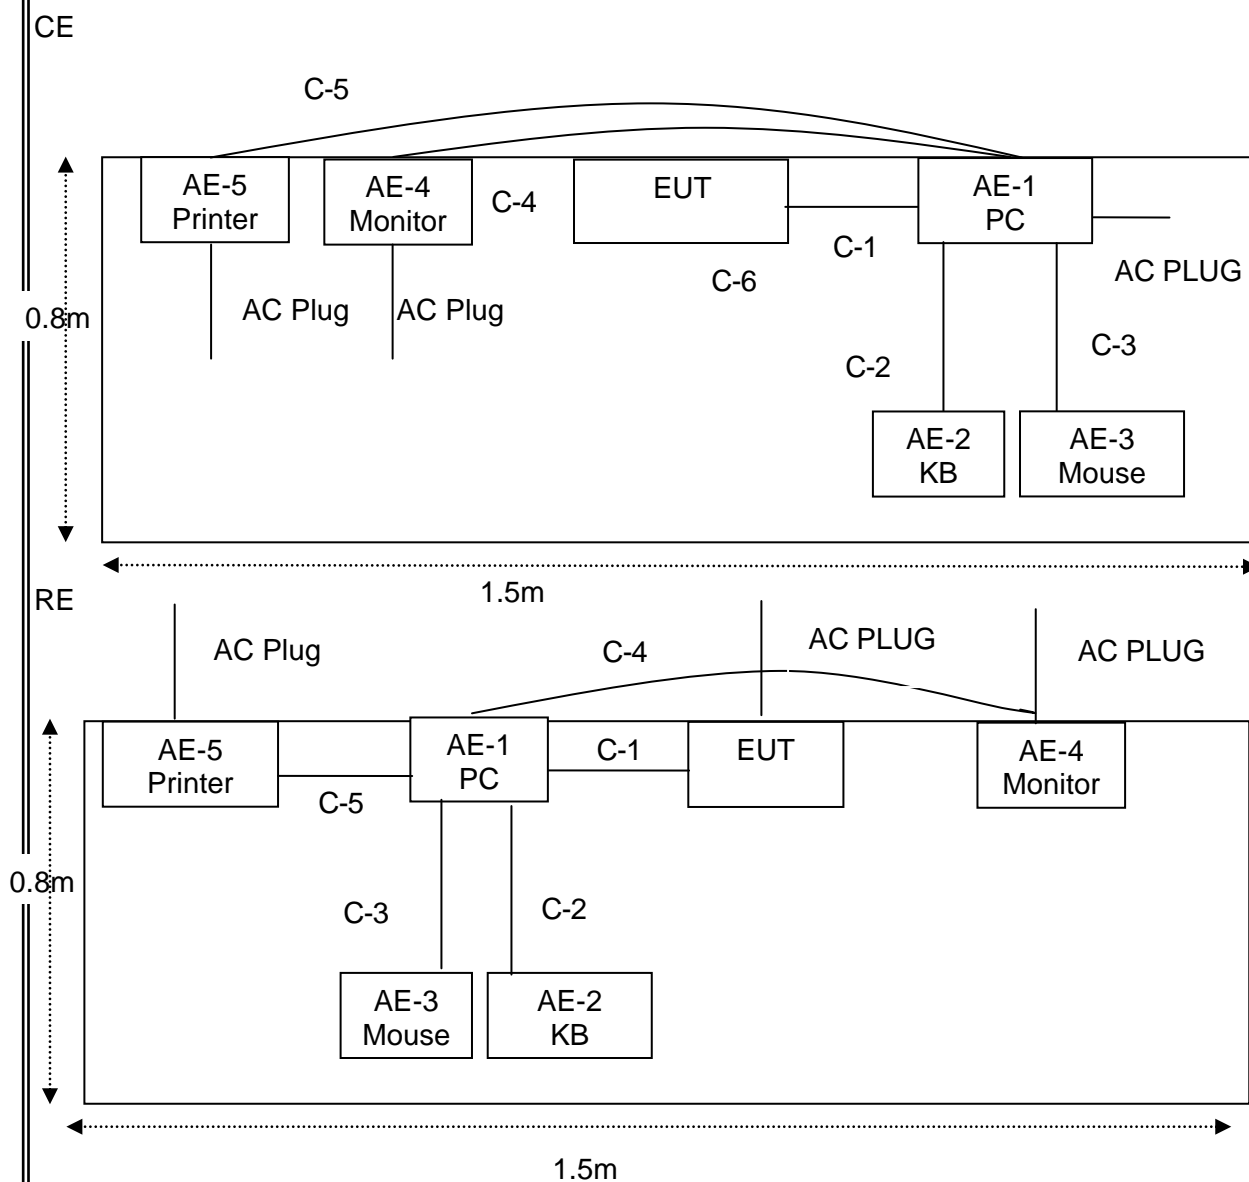 CE
C-5
AE-5
Printer
AE-4
Monitor
C-4
EUT
AE-1
PC
C-1
C-6
AC PLUG
AC Plug
AC Plug
0.8m
C-2
C-3
AE-2
KB
AE-3
Mouse
1.5m
RE
AC Plug
C-4
AC PLUG
AC PLUG
AE-5
Printer
AE-1
PC
C-1
EUT
AE-4
Monitor
C-5
0.8m
C-3
C-2
AE-3
Mouse
AE-2
KB
1.5m